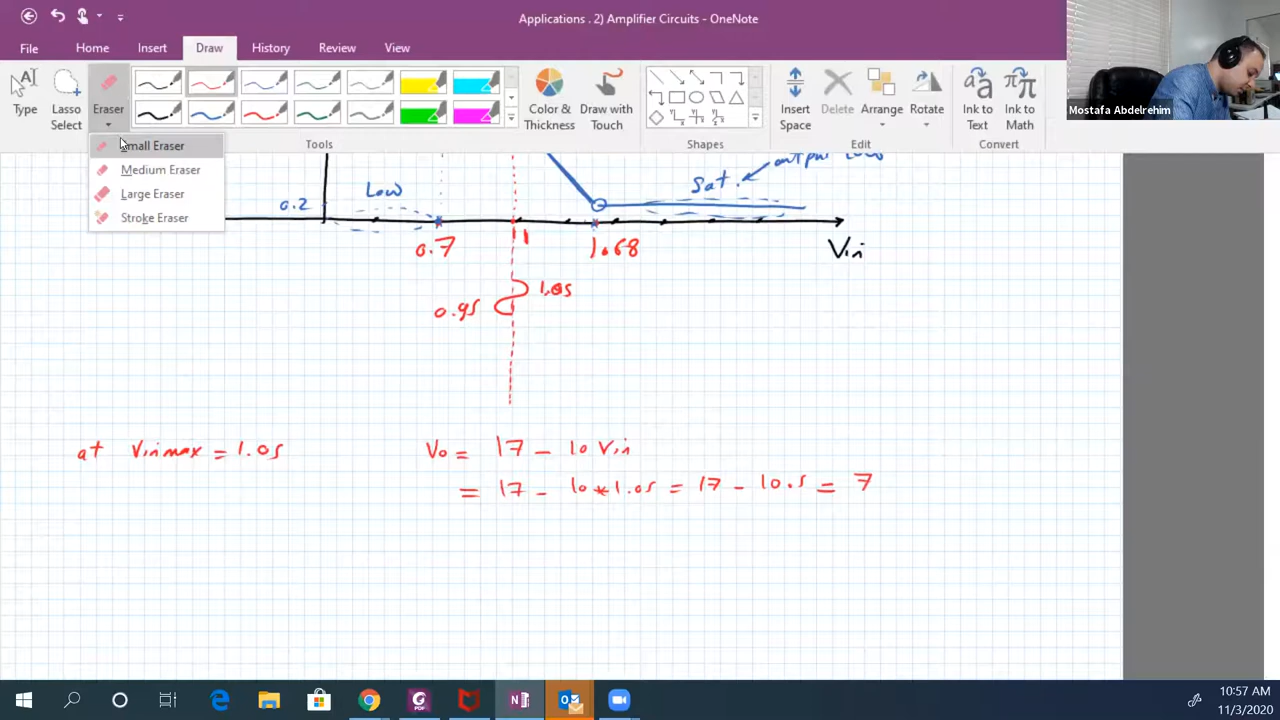 Applications . 2) Amplifier Circuits - OneNote
File Home Insert Draw History Review View
Type
Lasso Select
Eraser
Color & Thickness
Draw with Touch
Insert Space
Delete
Arrange
Rotate
Ink to Text
Ink to Math
Mostafa Abdelrehim
Tools
Shapes
Edit
Convert
Small Eraser
Medium Eraser
Large Eraser
Stroke Eraser
output Low
Sat.
Low
0.2
0.7
1
1.68
Vin
1.05
0.95
at Vinmax = 1.05
Vo = 17 - 10 Vin
= 17 - 10*1.05 = 17 - 10.5 = 7
10:57 AM
11/3/2020